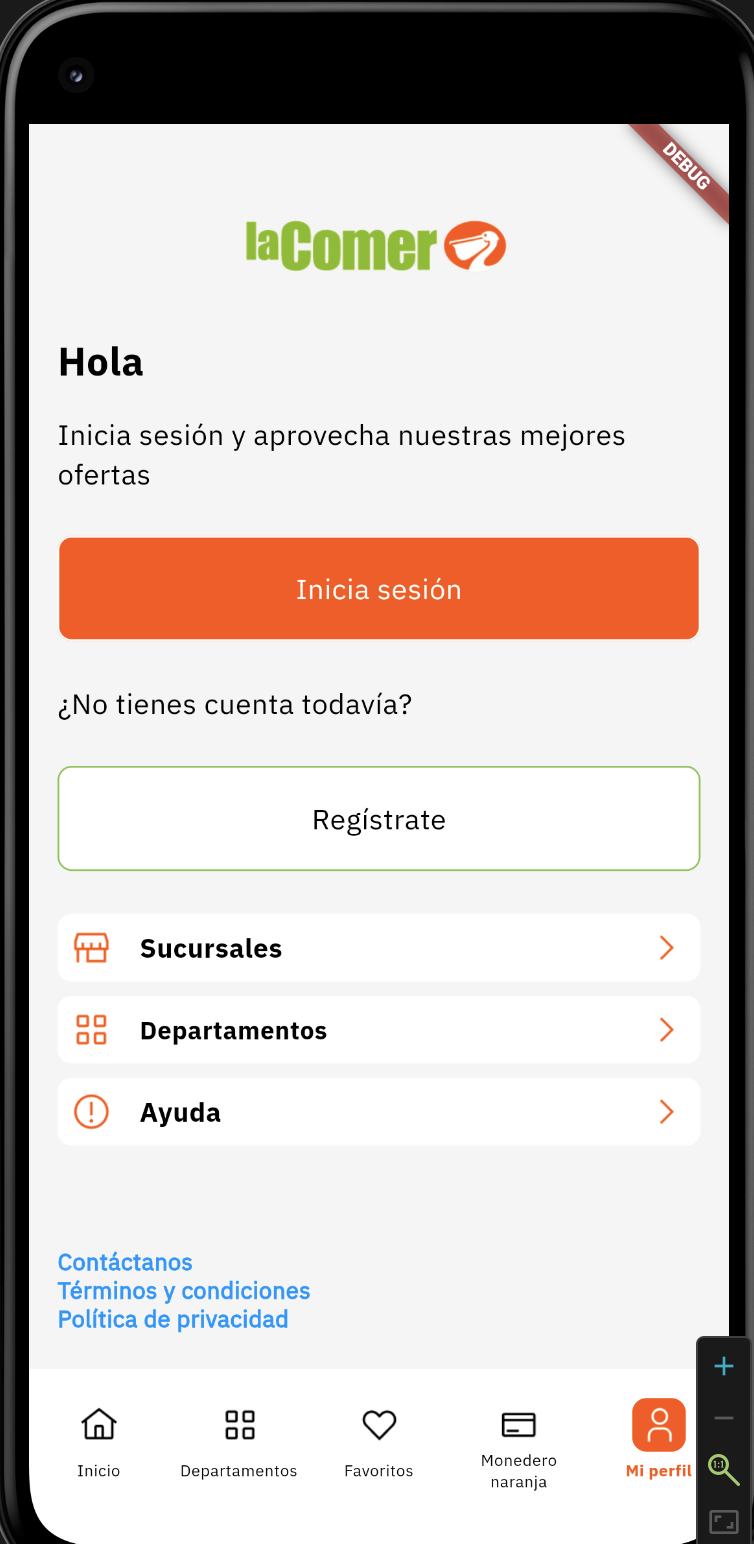 DEBUG
laComer
Hola
Inicia sesión y aprovecha nuestras mejores
ofertas
Inicia sesión
¿No tienes cuenta todavía?
Regístrate
Sucursales
Departamentos
Ayuda
Contáctanos
Términos y condiciones
Política de privacidad
Inicio
Departamentos
Favoritos
Monedero
naranja
Mi perfil
1:1